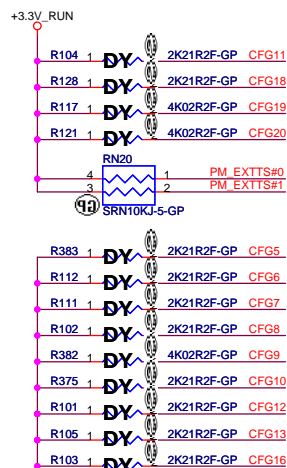 +3.3V_RUN
R104 1 DY 2K21R2F-GP CFG11
R128 1 DY 2K21R2F-GP CFG18
R117 1 DY 4K02R2F-GP CFG19
R121 1 DY 4K02R2F-GP CFG20
RN20
4 1 PM_EXTTS#0
3 2 PM_EXTTS#1
GP SRN10KJ-5-GP
R383 1 DY 2K21R2F-GP CFG5
R112 1 DY 2K21R2F-GP CFG6
R111 1 DY 2K21R2F-GP CFG7
R102 1 DY 2K21R2F-GP CFG8
R382 1 DY 4K02R2F-GP CFG9
R375 1 DY 2K21R2F-GP CFG10
R101 1 DY 2K21R2F-GP CFG12
R105 1 DY 2K21R2F-GP CFG13
R103 1 DY 2K21R2F-GP CFG16